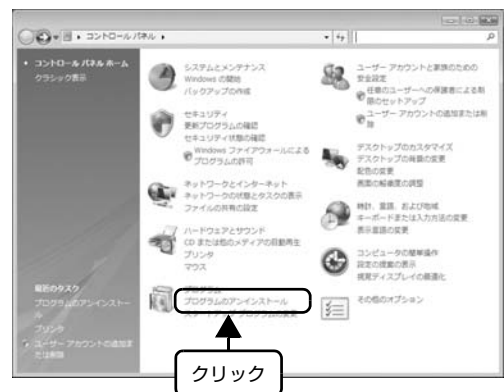 コントロール パネル
コントロール パネル ホーム
クラシック表示
システムとメンテナンス
Windows の開始
バックアップの作成
セキュリティ
更新プログラムの確認
セキュリティ状態の確認
Windows ファイアウォールによる
プログラムの許可
ネットワークとインターネット
ネットワークの状態とタスクの表示
ファイルの共有の設定
ハードウェアとサウンド
CD または他のメディアの自動再生
プリンタ
マウス
プログラム
プログラムのアンインストール
スタートアップ プログラムの変更
ユーザー アカウントと家族のための
安全設定
任意のユーザーへの保護者による制
限のセットアップ
ユーザー アカウントの追加または削
除
デスクトップのカスタマイズ
デスクトップの背景の変更
配色の変更
画面の解像度の調整
時計、言語、および地域
キーボードまたは入力方法の変更
表示言語の変更
コンピュータの簡単操作
設定の提案の表示
視覚ディスプレイの最適化
その他のオプション
最近のタスク
プログラムのアンインストー
ル
プリンタ
ユーザー アカウントの追加ま
たは削除
クリック